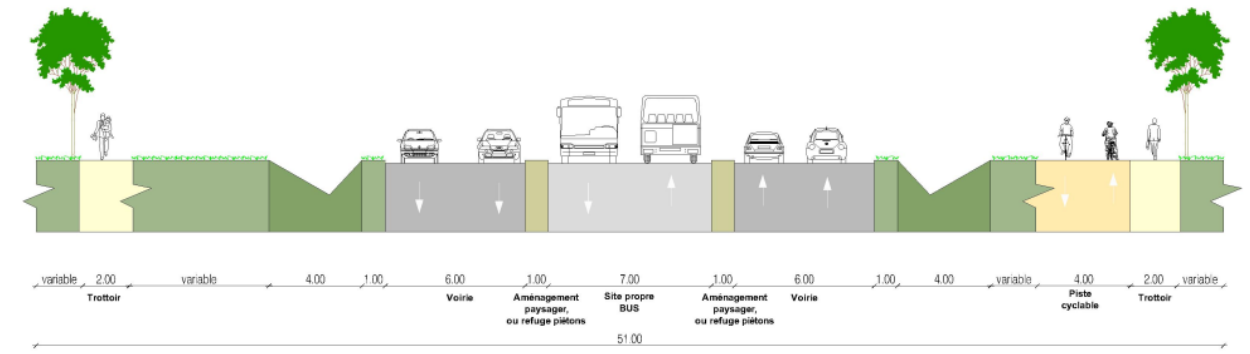 variable 2.00 variable 4.00 1.00 6.00 1.00 7.00 1.00 6.00 1.00 4.00 variable 4.00 2.00 variable
Trottoir
Voirie
Aménagement
paysager,
ou refuge piètons
Site propre
BUS
Aménagement
paysager,
ou refuge piètons
Voirie
Piste
cyclable
Trottoir
51.00